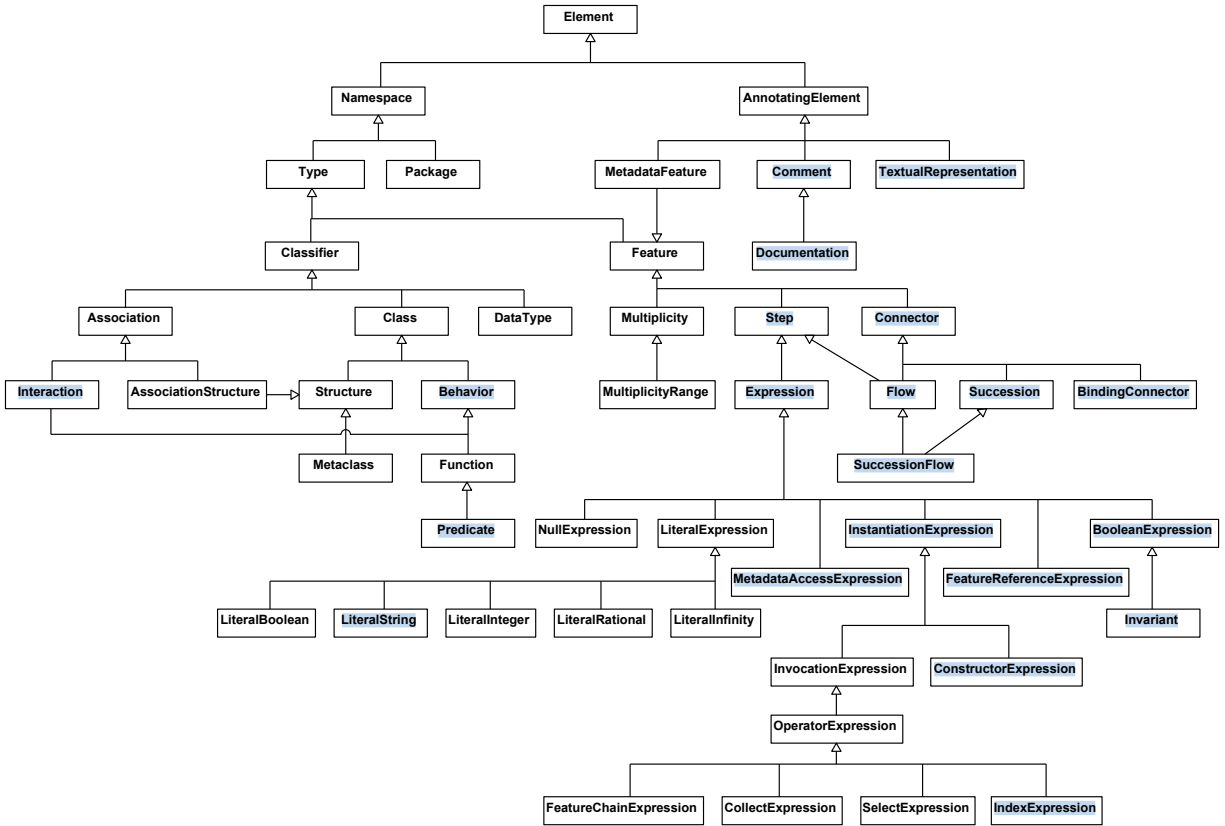 Element
Namespace
AnnotatingElement
Type
Package
MetadataFeature
Comment
TextualRepresentation
Classifier
Feature
Documentation
Association
Class
DataType
Multiplicity
Step
Connector
Interaction
AssociationStructure
Structure
Behavior
MultiplicityRange
Expression
Flow
Succession
BindingConnector
Metaclass
Function
SuccessionFlow
Predicate
NullExpression
LiteralExpression
InstantiationExpression
BooleanExpression
MetadataAccessExpression
FeatureReferenceExpression
LiteralBoolean
LiteralString
LiteralInteger
LiteralRational
LiteralInfinity
Invariant
InvocationExpression
ConstructorExpression
OperatorExpression
FeatureChainExpression
CollectExpression
SelectExpression
IndexExpression